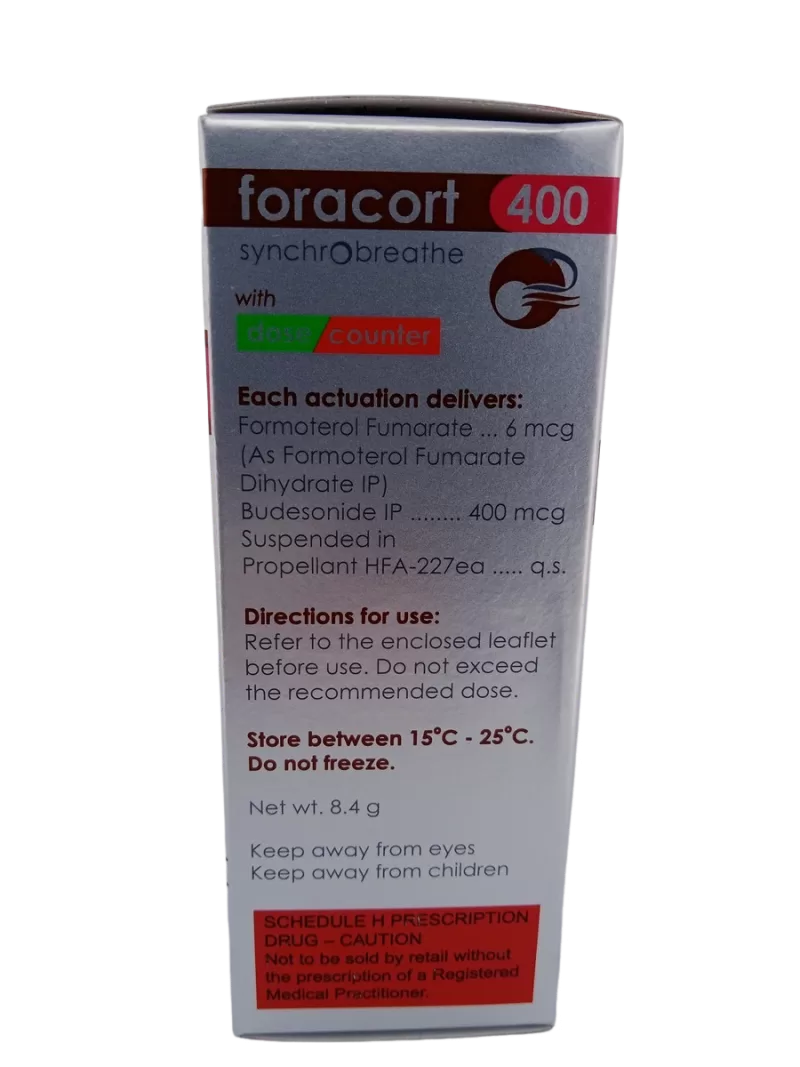 foracort 400
synchrobreathe
with
dose/counter
Each actuation delivers:
Formoterol Fumarate ... 6 mcg
(As Formoterol Fumarate
Dihydrate IP)
Budesonide IP ........ 400 mcg
Suspended in
Propellant HFA-227ea ..... q.s.
Directions for use:
Refer to the enclosed leaflet
before use. Do not exceed
the recommended dose.
Store between 15°C - 25°C.
Do not freeze.
Net wt. 8.4 g
Keep away from eyes
Keep away from children
SCHEDULE H PRESCRIPTION
DRUG – CAUTION
Not to be sold by retail without
the prescription of a Registered
Medical Practitioner.